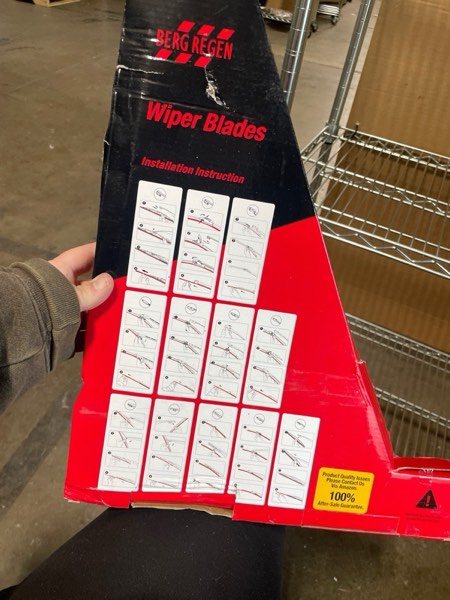 BERG REGEN
Wiper Blades
Installation Instruction
Product Quality Issues
Please Contact Us
Via Amazon.
100%
After-Sale Guarantee.